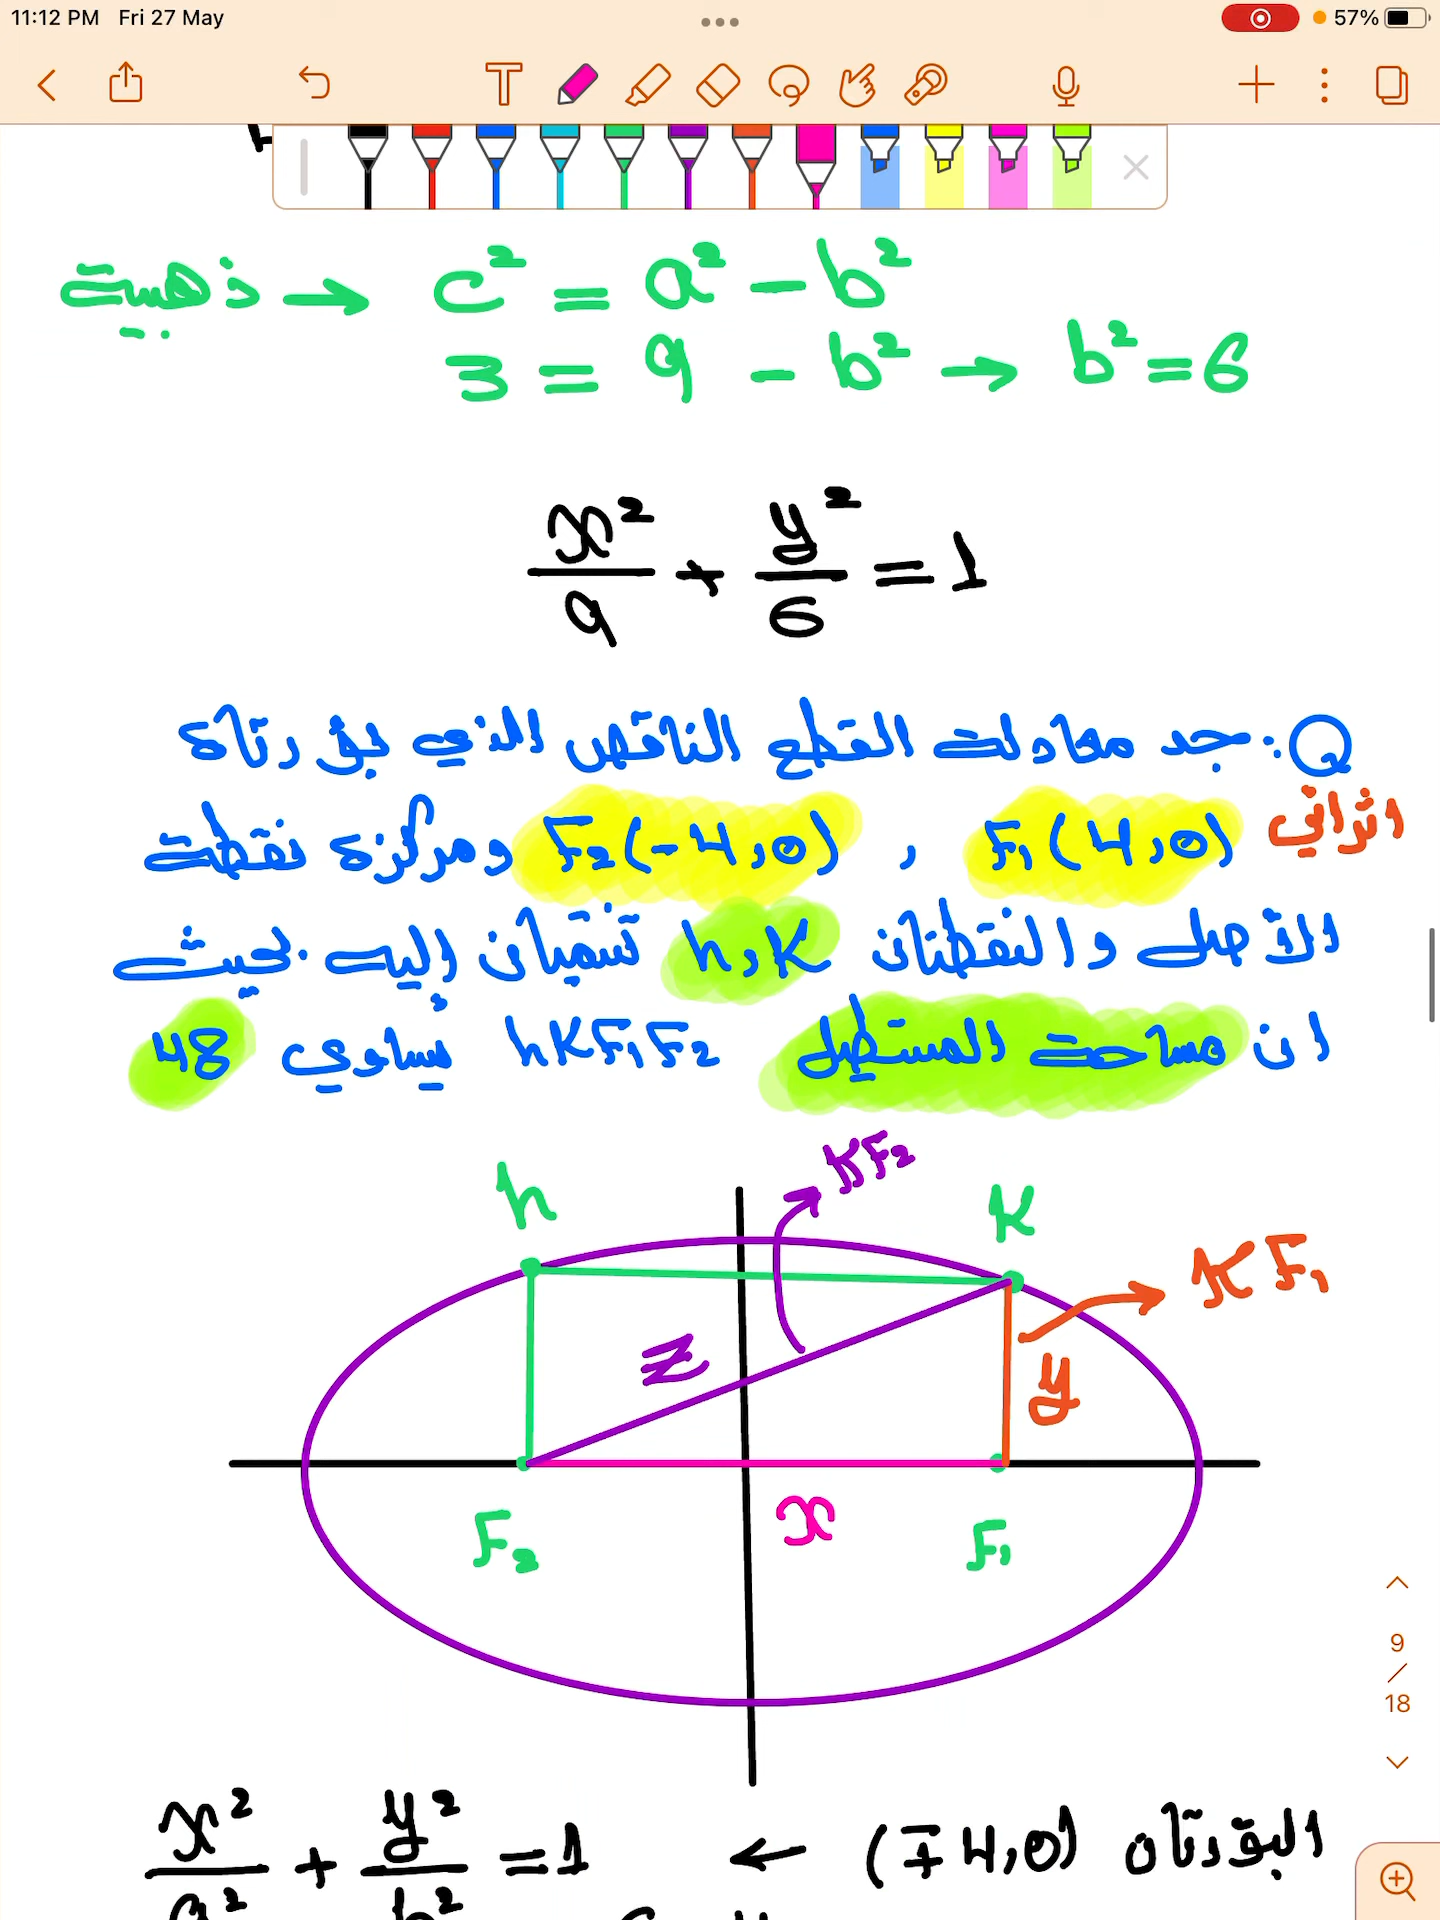 11:12 PM Fri 27 May 57%
ذهبية → c² = a² - b²
3 = 9 - b² → b² = 6
x²/9 + y²/6 = 1
Q: جد معادلة القطع الناقص الذي بؤرتاه
اثرائي F₁(4,0) , F₂(-4,0) ومركزه نقطة
الأصل والنقطتان h,K تنتميان إليه بحيث
ان مساحة المستطيل hKF₁F₂ يساوي 48
KF₂
h K
KF₁
z
y
x
F₂ F₁
9
/
18
البؤرتان (∓4,0) ← x²/a² + y²/b² = 1